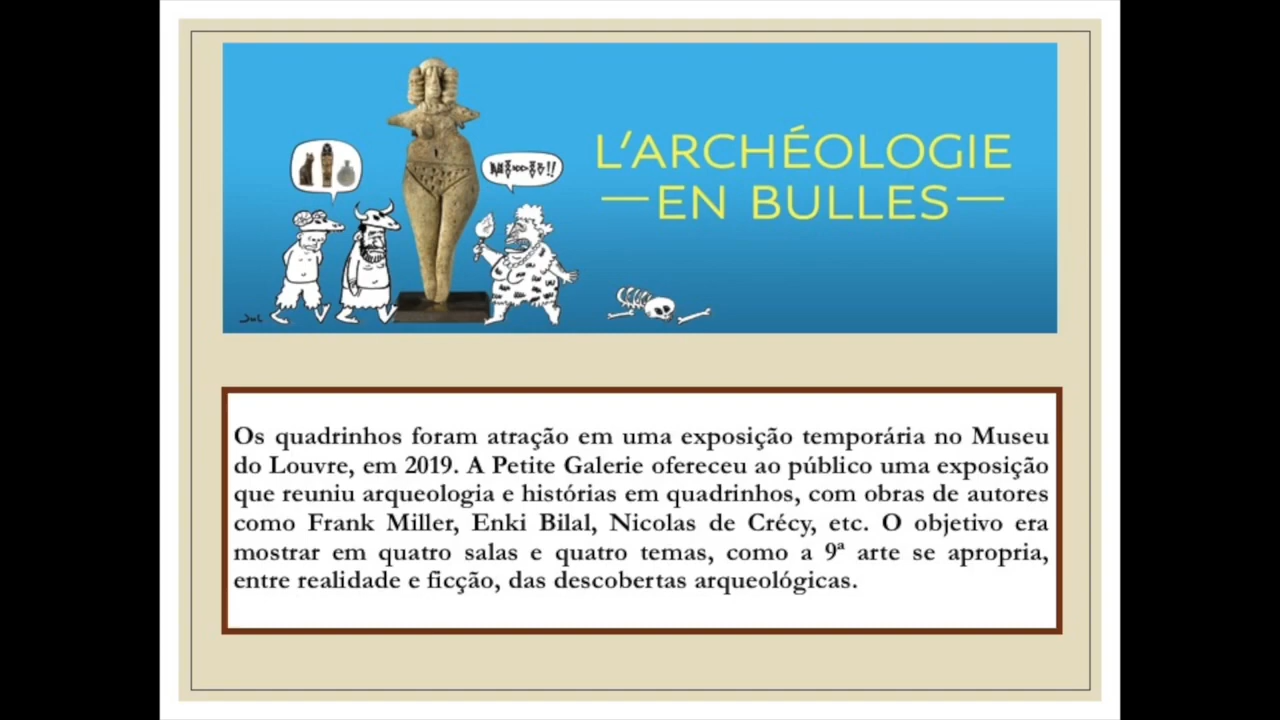 L'ARCHÉOLOGIE
—EN BULLES—
Jul
Os quadrinhos foram atração em uma exposição temporária no Museu
do Louvre, em 2019. A Petite Galerie ofereceu ao público uma exposição
que reuniu arqueologia e histórias em quadrinhos, com obras de autores
como Frank Miller, Enki Bilal, Nicolas de Crécy, etc. O objetivo era
mostrar em quatro salas e quatro temas, como a 9ª arte se apropria,
entre realidade e ficção, das descobertas arqueológicas.